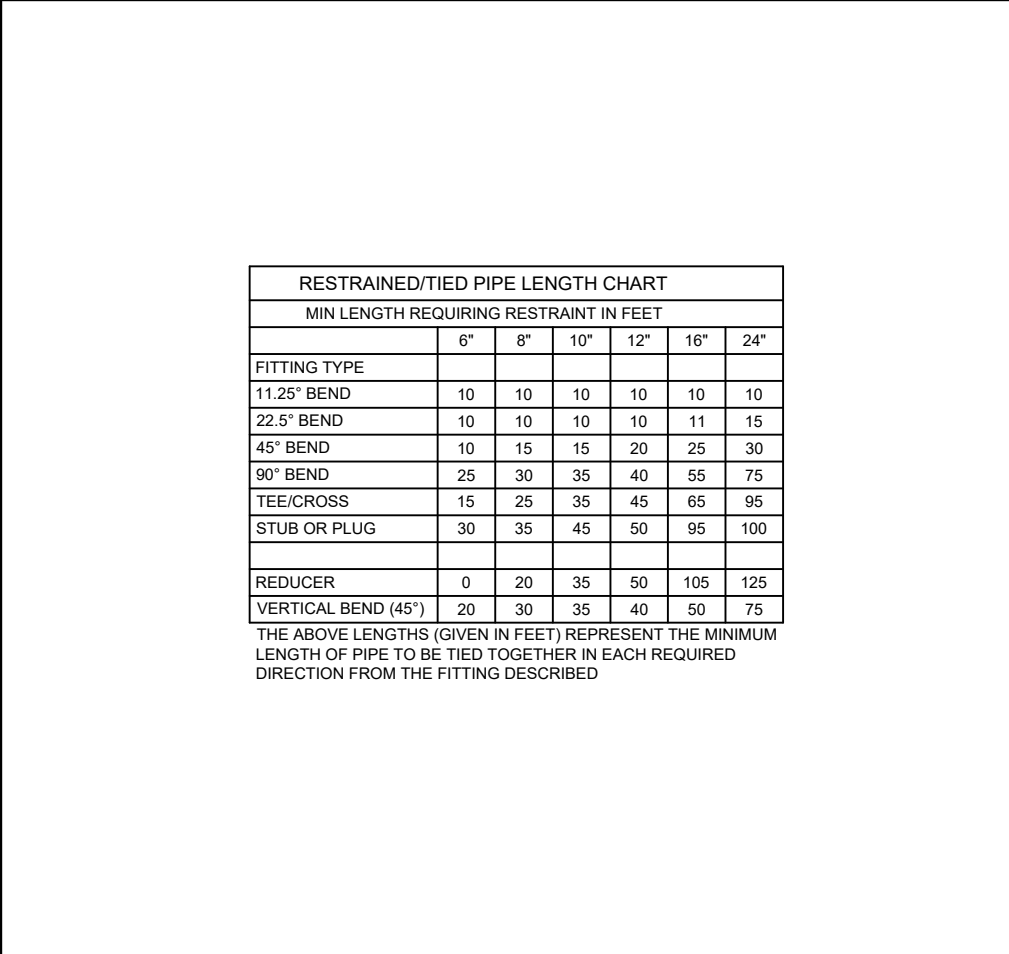 RESTRAINED/TIED PIPE LENGTH CHART
MIN LENGTH REQUIRING RESTRAINT IN FEET
6" 8" 10" 12" 16" 24"
FITTING TYPE
11.25° BEND 10 10 10 10 10 10
22.5° BEND 10 10 10 10 11 15
45° BEND 10 15 15 20 25 30
90° BEND 25 30 35 40 55 75
TEE/CROSS 15 25 35 45 65 95
STUB OR PLUG 30 35 45 50 95 100
REDUCER 0 20 35 50 105 125
VERTICAL BEND (45°) 20 30 35 40 50 75
THE ABOVE LENGTHS (GIVEN IN FEET) REPRESENT THE MINIMUM
LENGTH OF PIPE TO BE TIED TOGETHER IN EACH REQUIRED
DIRECTION FROM THE FITTING DESCRIBED